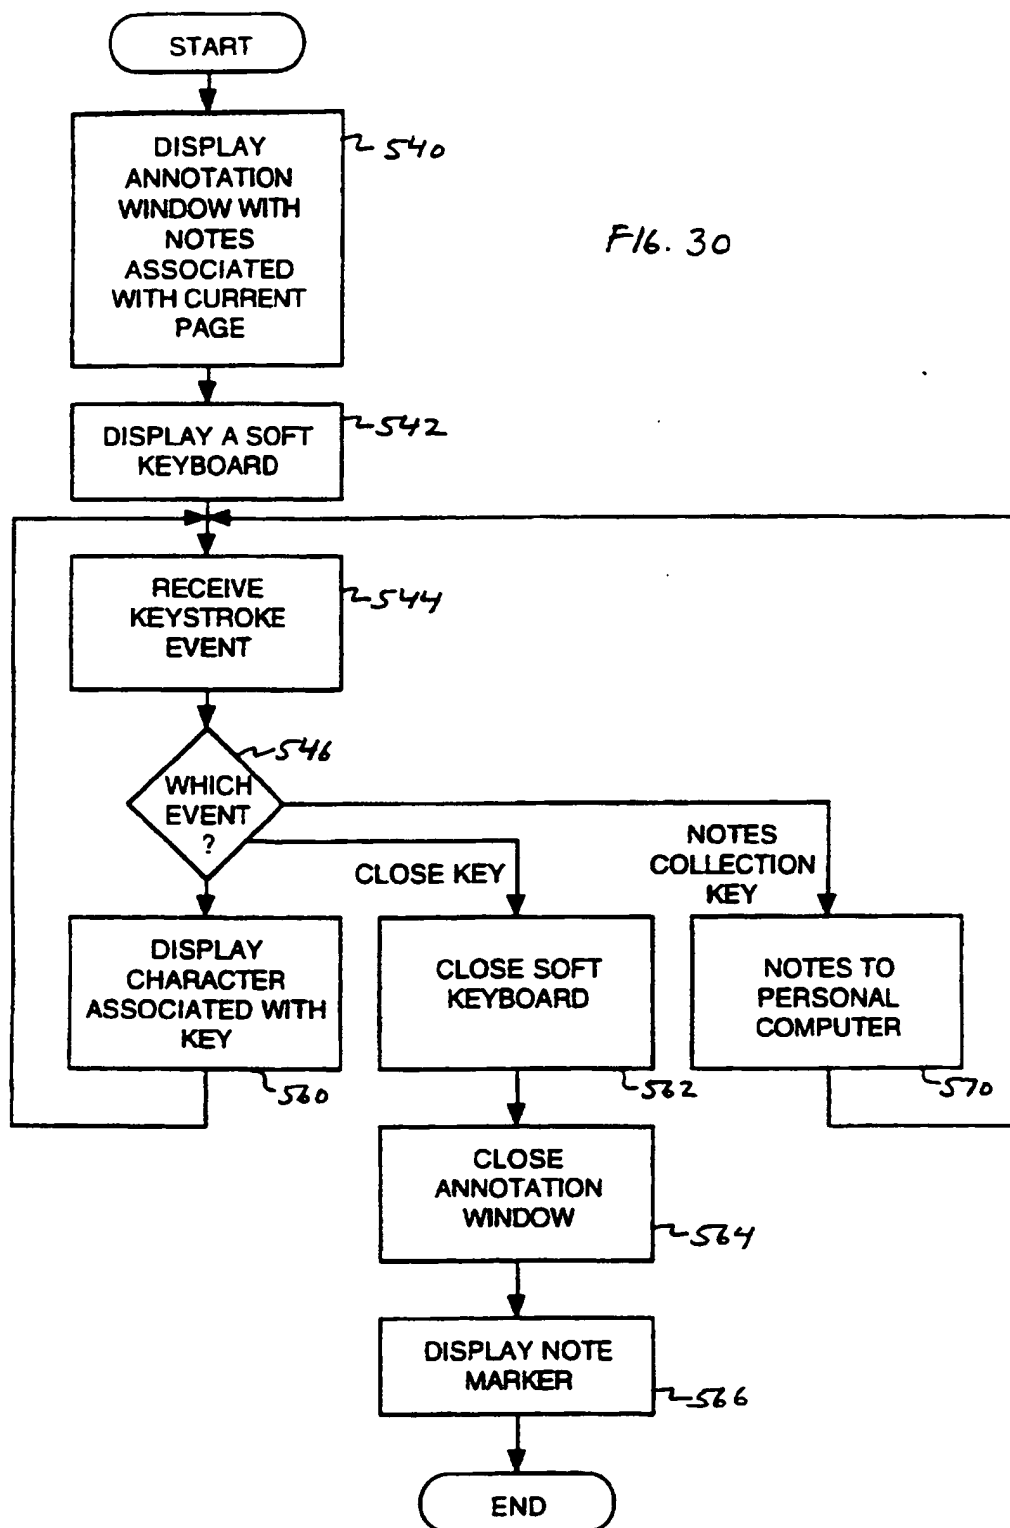 START
DISPLAY
ANNOTATION
WINDOW WITH
NOTES
ASSOCIATED
WITH CURRENT
PAGE
540
FIG. 30
DISPLAY A SOFT
KEYBOARD
542
RECEIVE
KEYSTROKE
EVENT
544
WHICH
EVENT
?
546
CLOSE KEY
NOTES
COLLECTION
KEY
DISPLAY
CHARACTER
ASSOCIATED WITH
KEY
560
CLOSE SOFT
KEYBOARD
562
NOTES TO
PERSONAL
COMPUTER
570
CLOSE
ANNOTATION
WINDOW
564
DISPLAY NOTE
MARKER
566
END